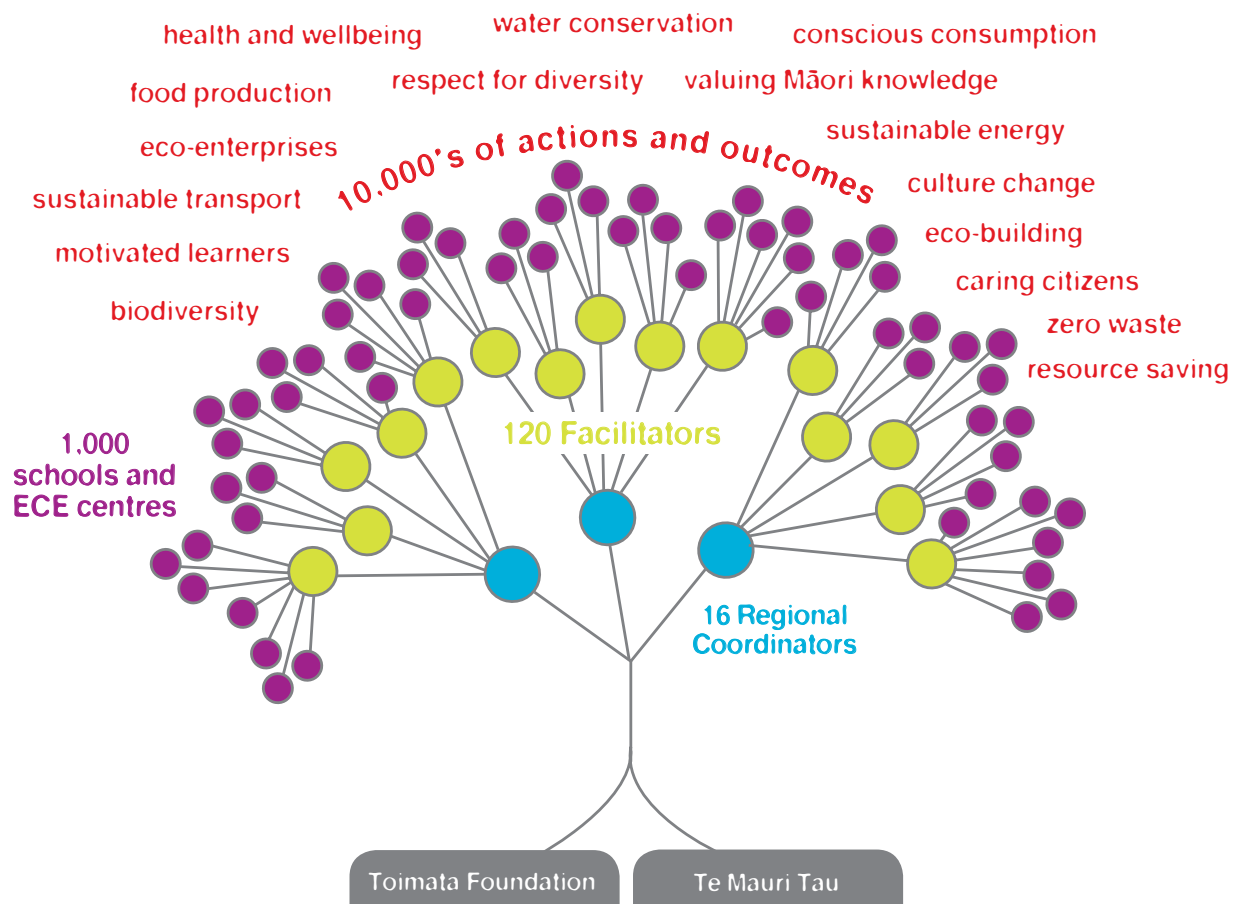 water conservation
health and wellbeing
conscious consumption
respect for diversity
valuing Māori knowledge
food production
sustainable energy
eco-enterprises
10,000's of actions and outcomes
culture change
sustainable transport
eco-building
motivated learners
caring citizens
biodiversity
zero waste
resource saving
120 Facilitators
1,000
schools and
ECE centres
16 Regional
Coordinators
Toimata Foundation
Te Mauri Tau